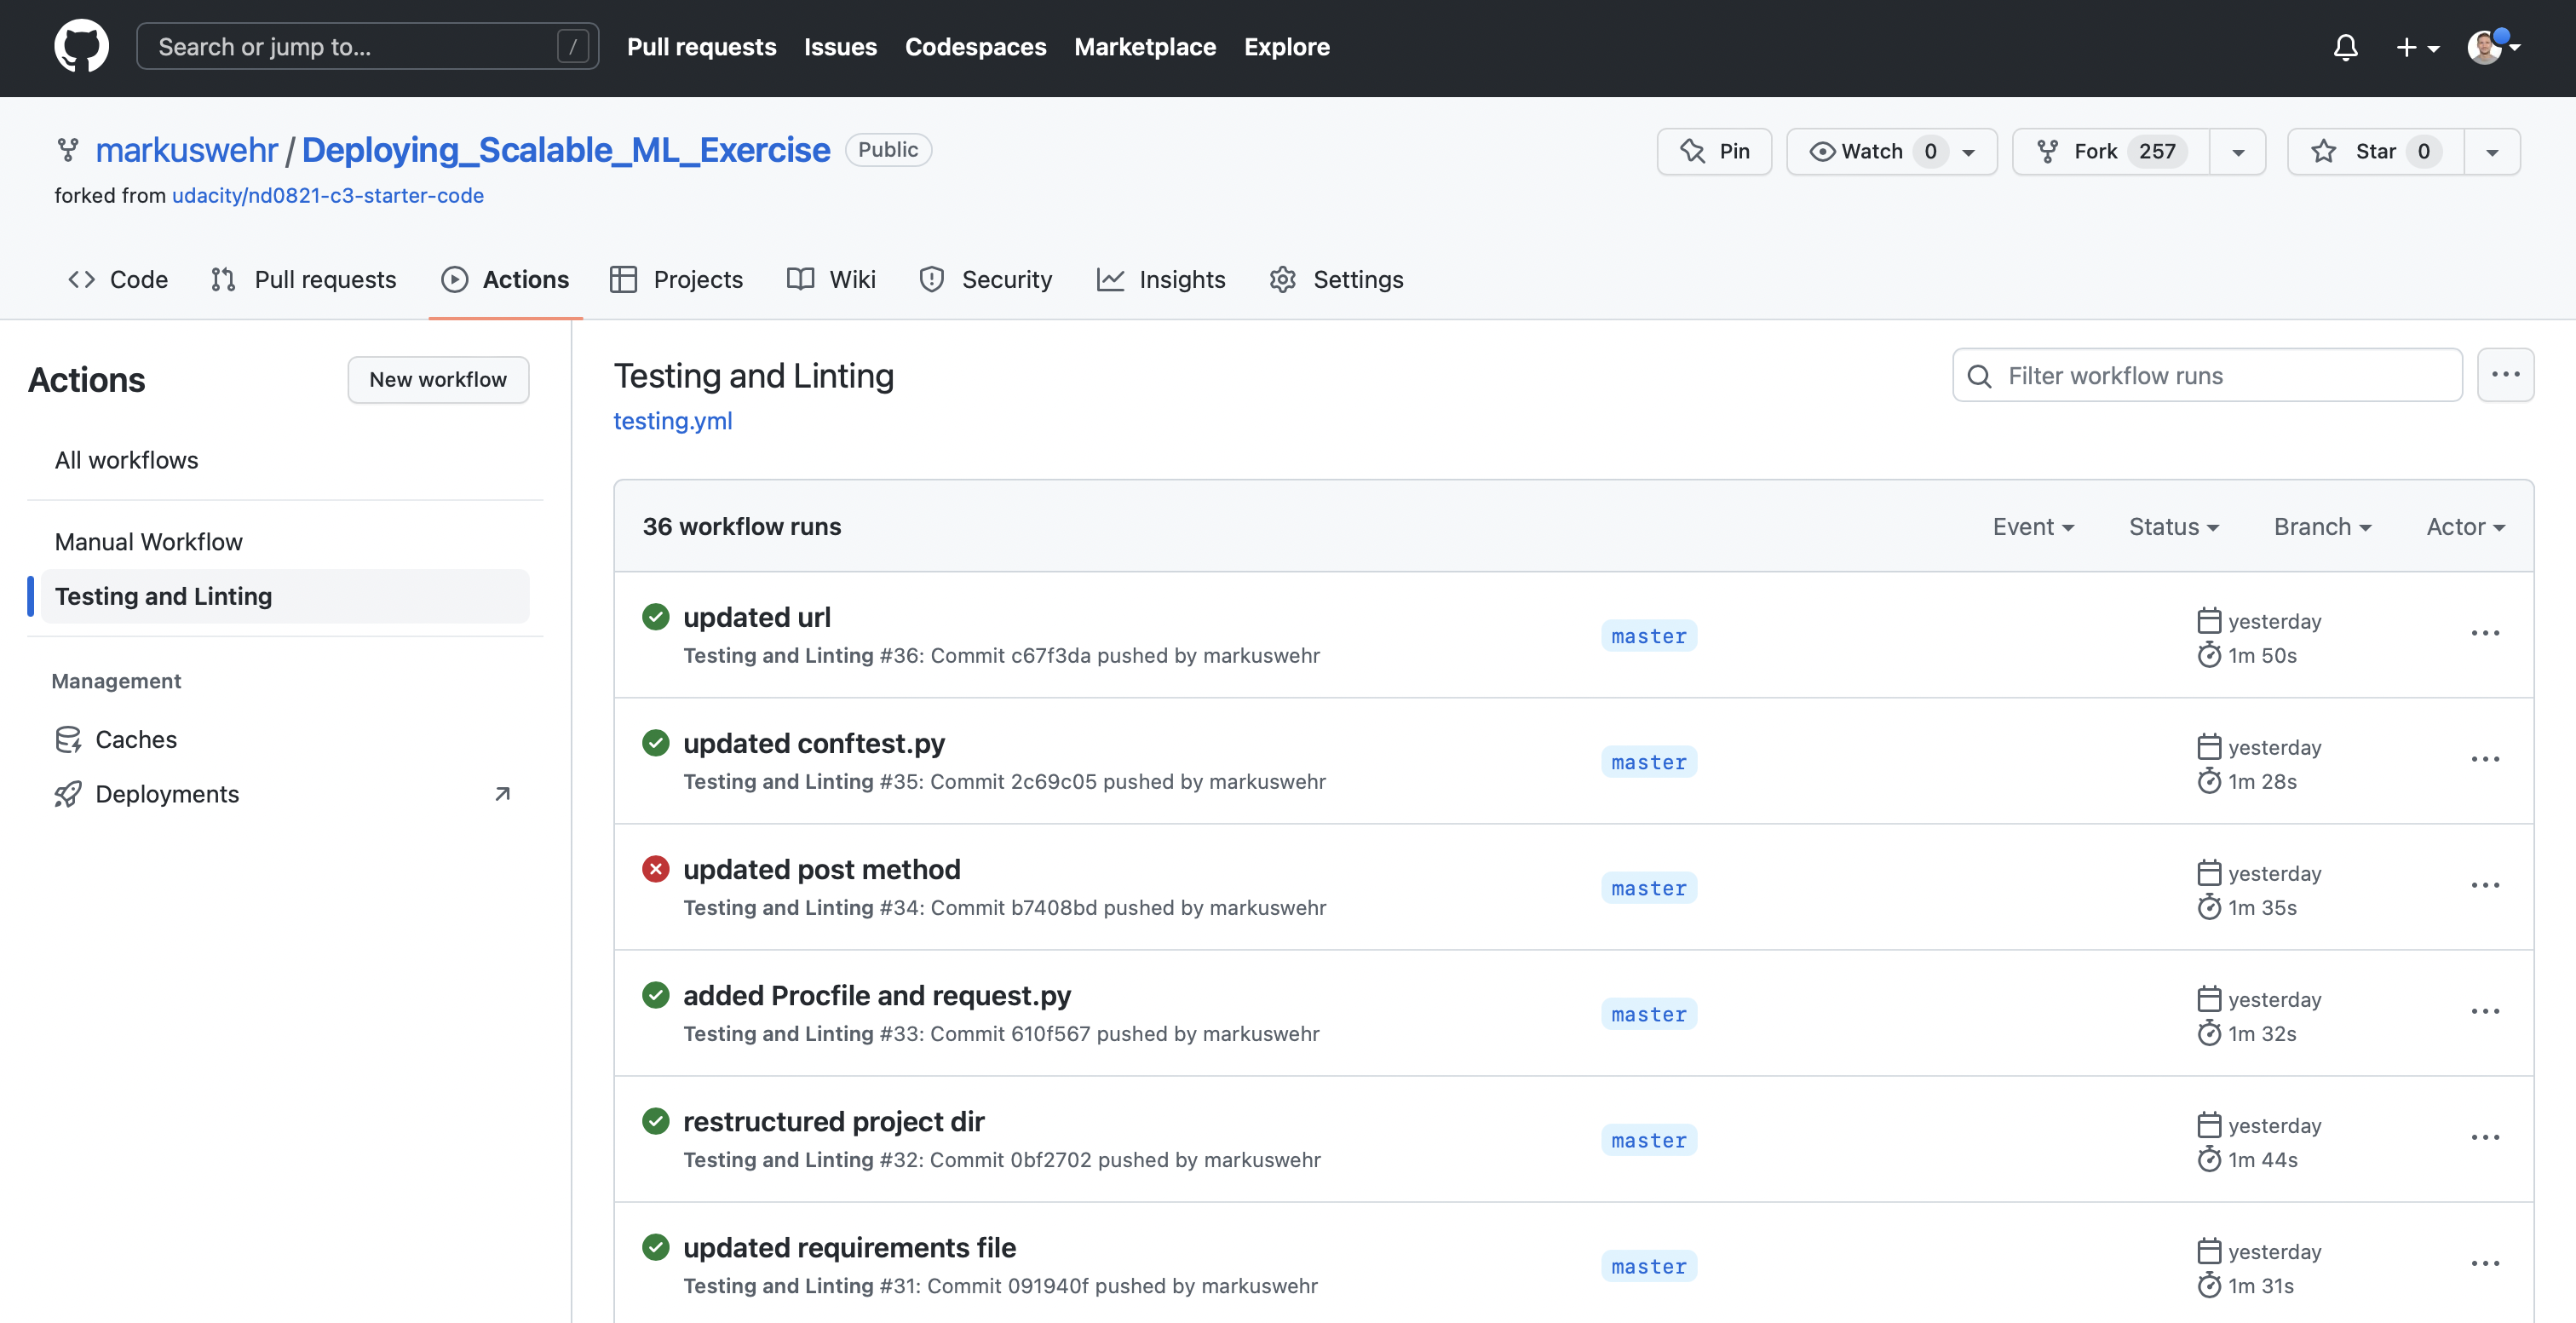 Search or jump to... /
Pull requests Issues Codespaces Marketplace Explore
markuswehr / Deploying_Scalable_ML_Exercise Public
Pin Watch 0 Fork 257 Star 0
forked from udacity/nd0821-c3-starter-code
Code Pull requests Actions Projects Wiki Security Insights Settings
Actions
New workflow
All workflows
Manual Workflow
Testing and Linting
Management
Caches
Deployments
Testing and Linting
testing.yml
Filter workflow runs
36 workflow runs
Event Status Branch Actor
updated url
Testing and Linting #36: Commit c67f3da pushed by markuswehr
master
yesterday
1m 50s
updated conftest.py
Testing and Linting #35: Commit 2c69c05 pushed by markuswehr
master
yesterday
1m 28s
updated post method
Testing and Linting #34: Commit b7408bd pushed by markuswehr
master
yesterday
1m 35s
added Procfile and request.py
Testing and Linting #33: Commit 610f567 pushed by markuswehr
master
yesterday
1m 32s
restructured project dir
Testing and Linting #32: Commit 0bf2702 pushed by markuswehr
master
yesterday
1m 44s
updated requirements file
Testing and Linting #31: Commit 091940f pushed by markuswehr
master
yesterday
1m 31s